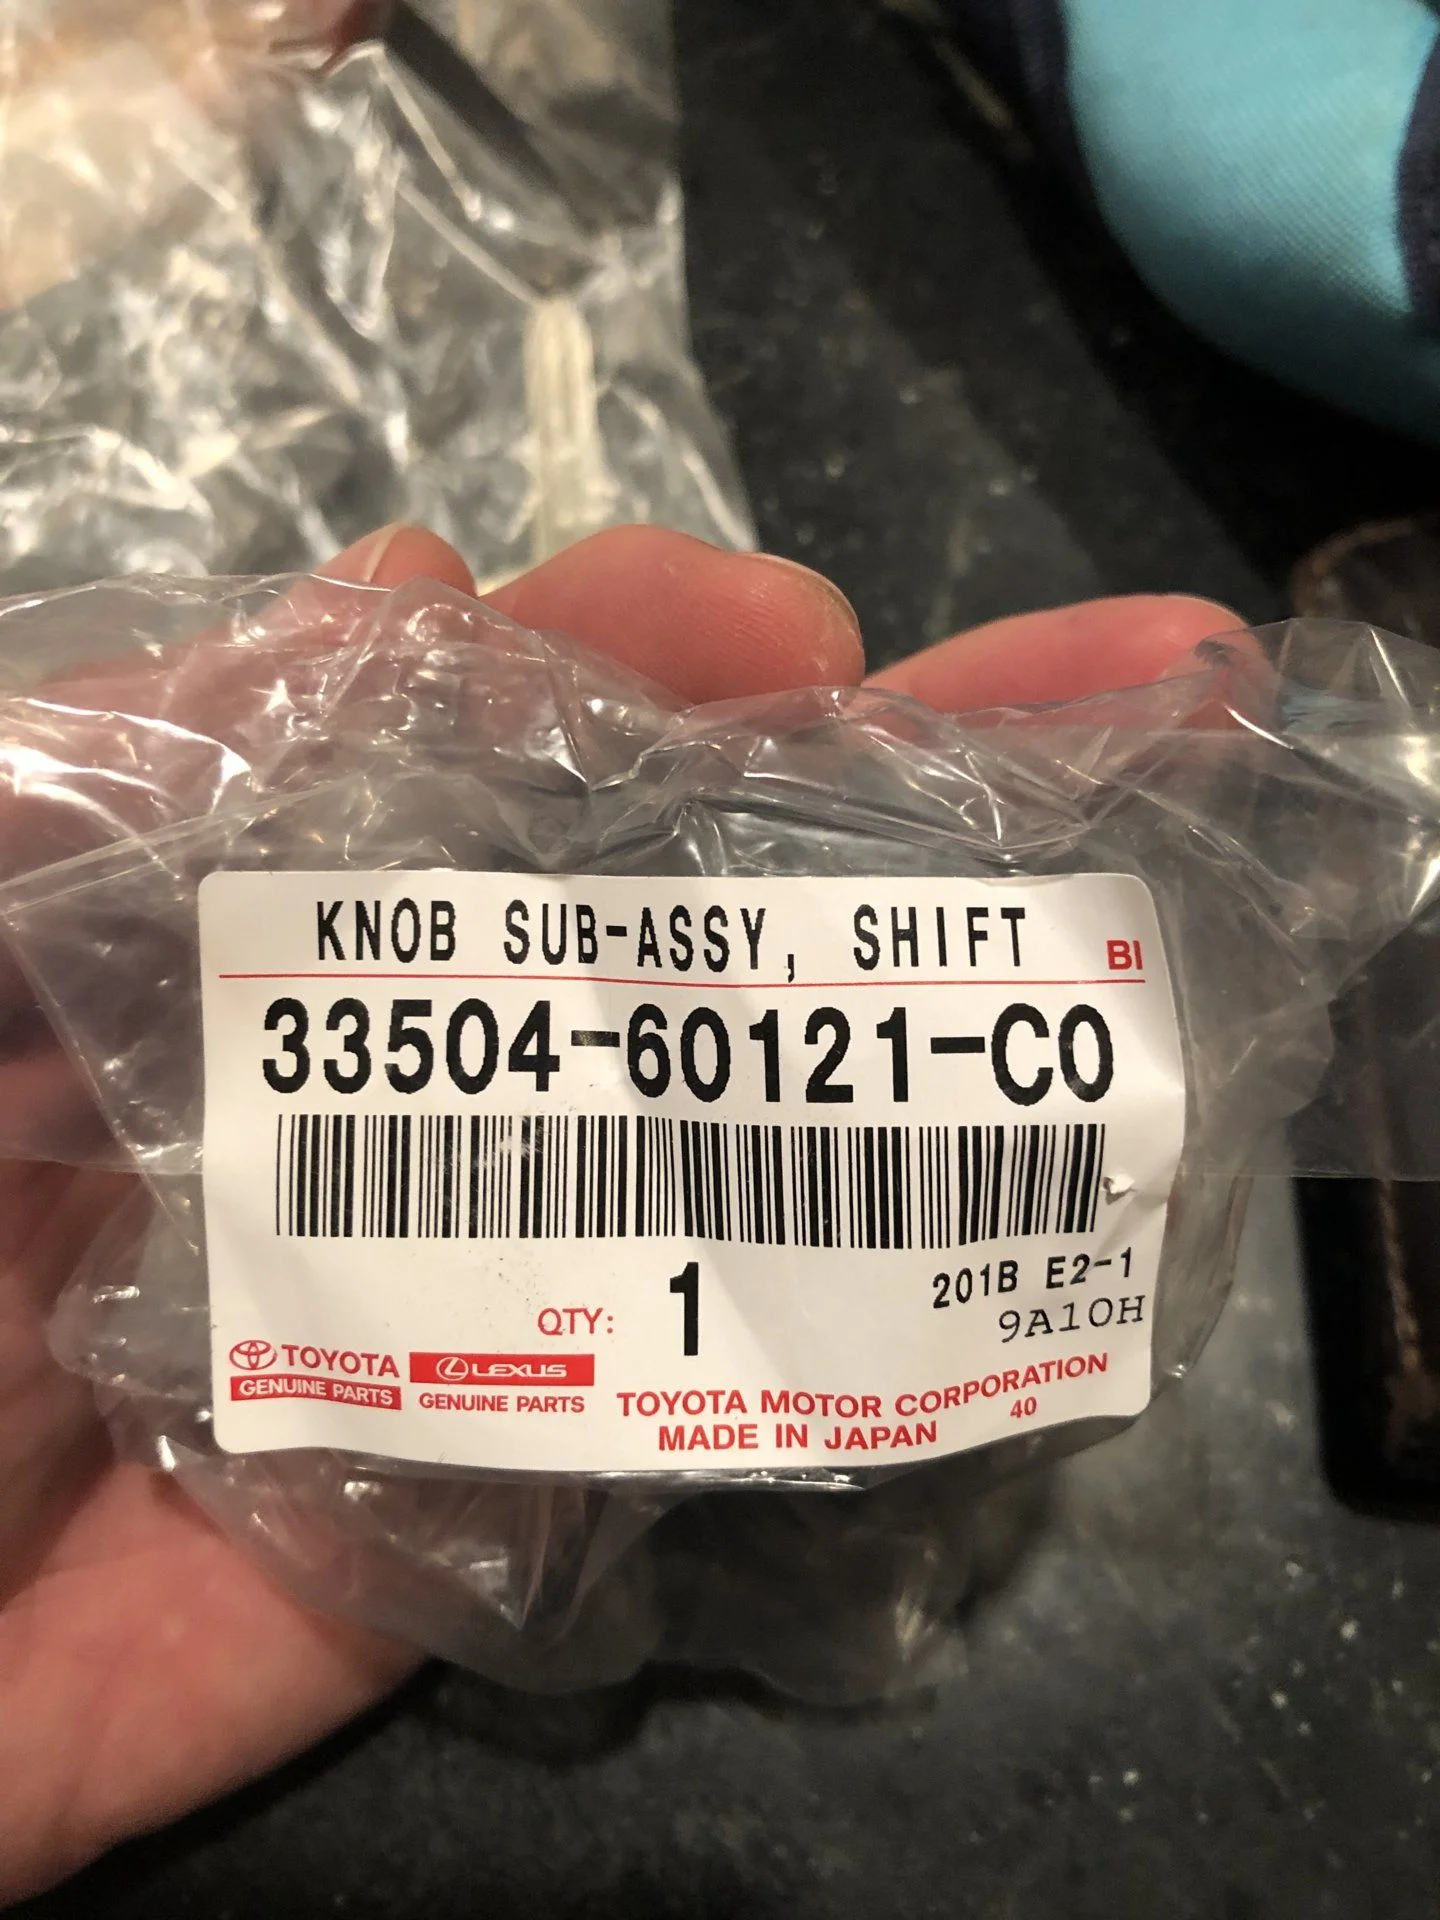 KNOB SUB-ASSY, SHIFT BI
33504-60121-C0
QTY: 1
201B E2-1
9A10H
TOYOTA
GENUINE PARTS
LEXUS
GENUINE PARTS
TOYOTA MOTOR CORPORATION
MADE IN JAPAN 40